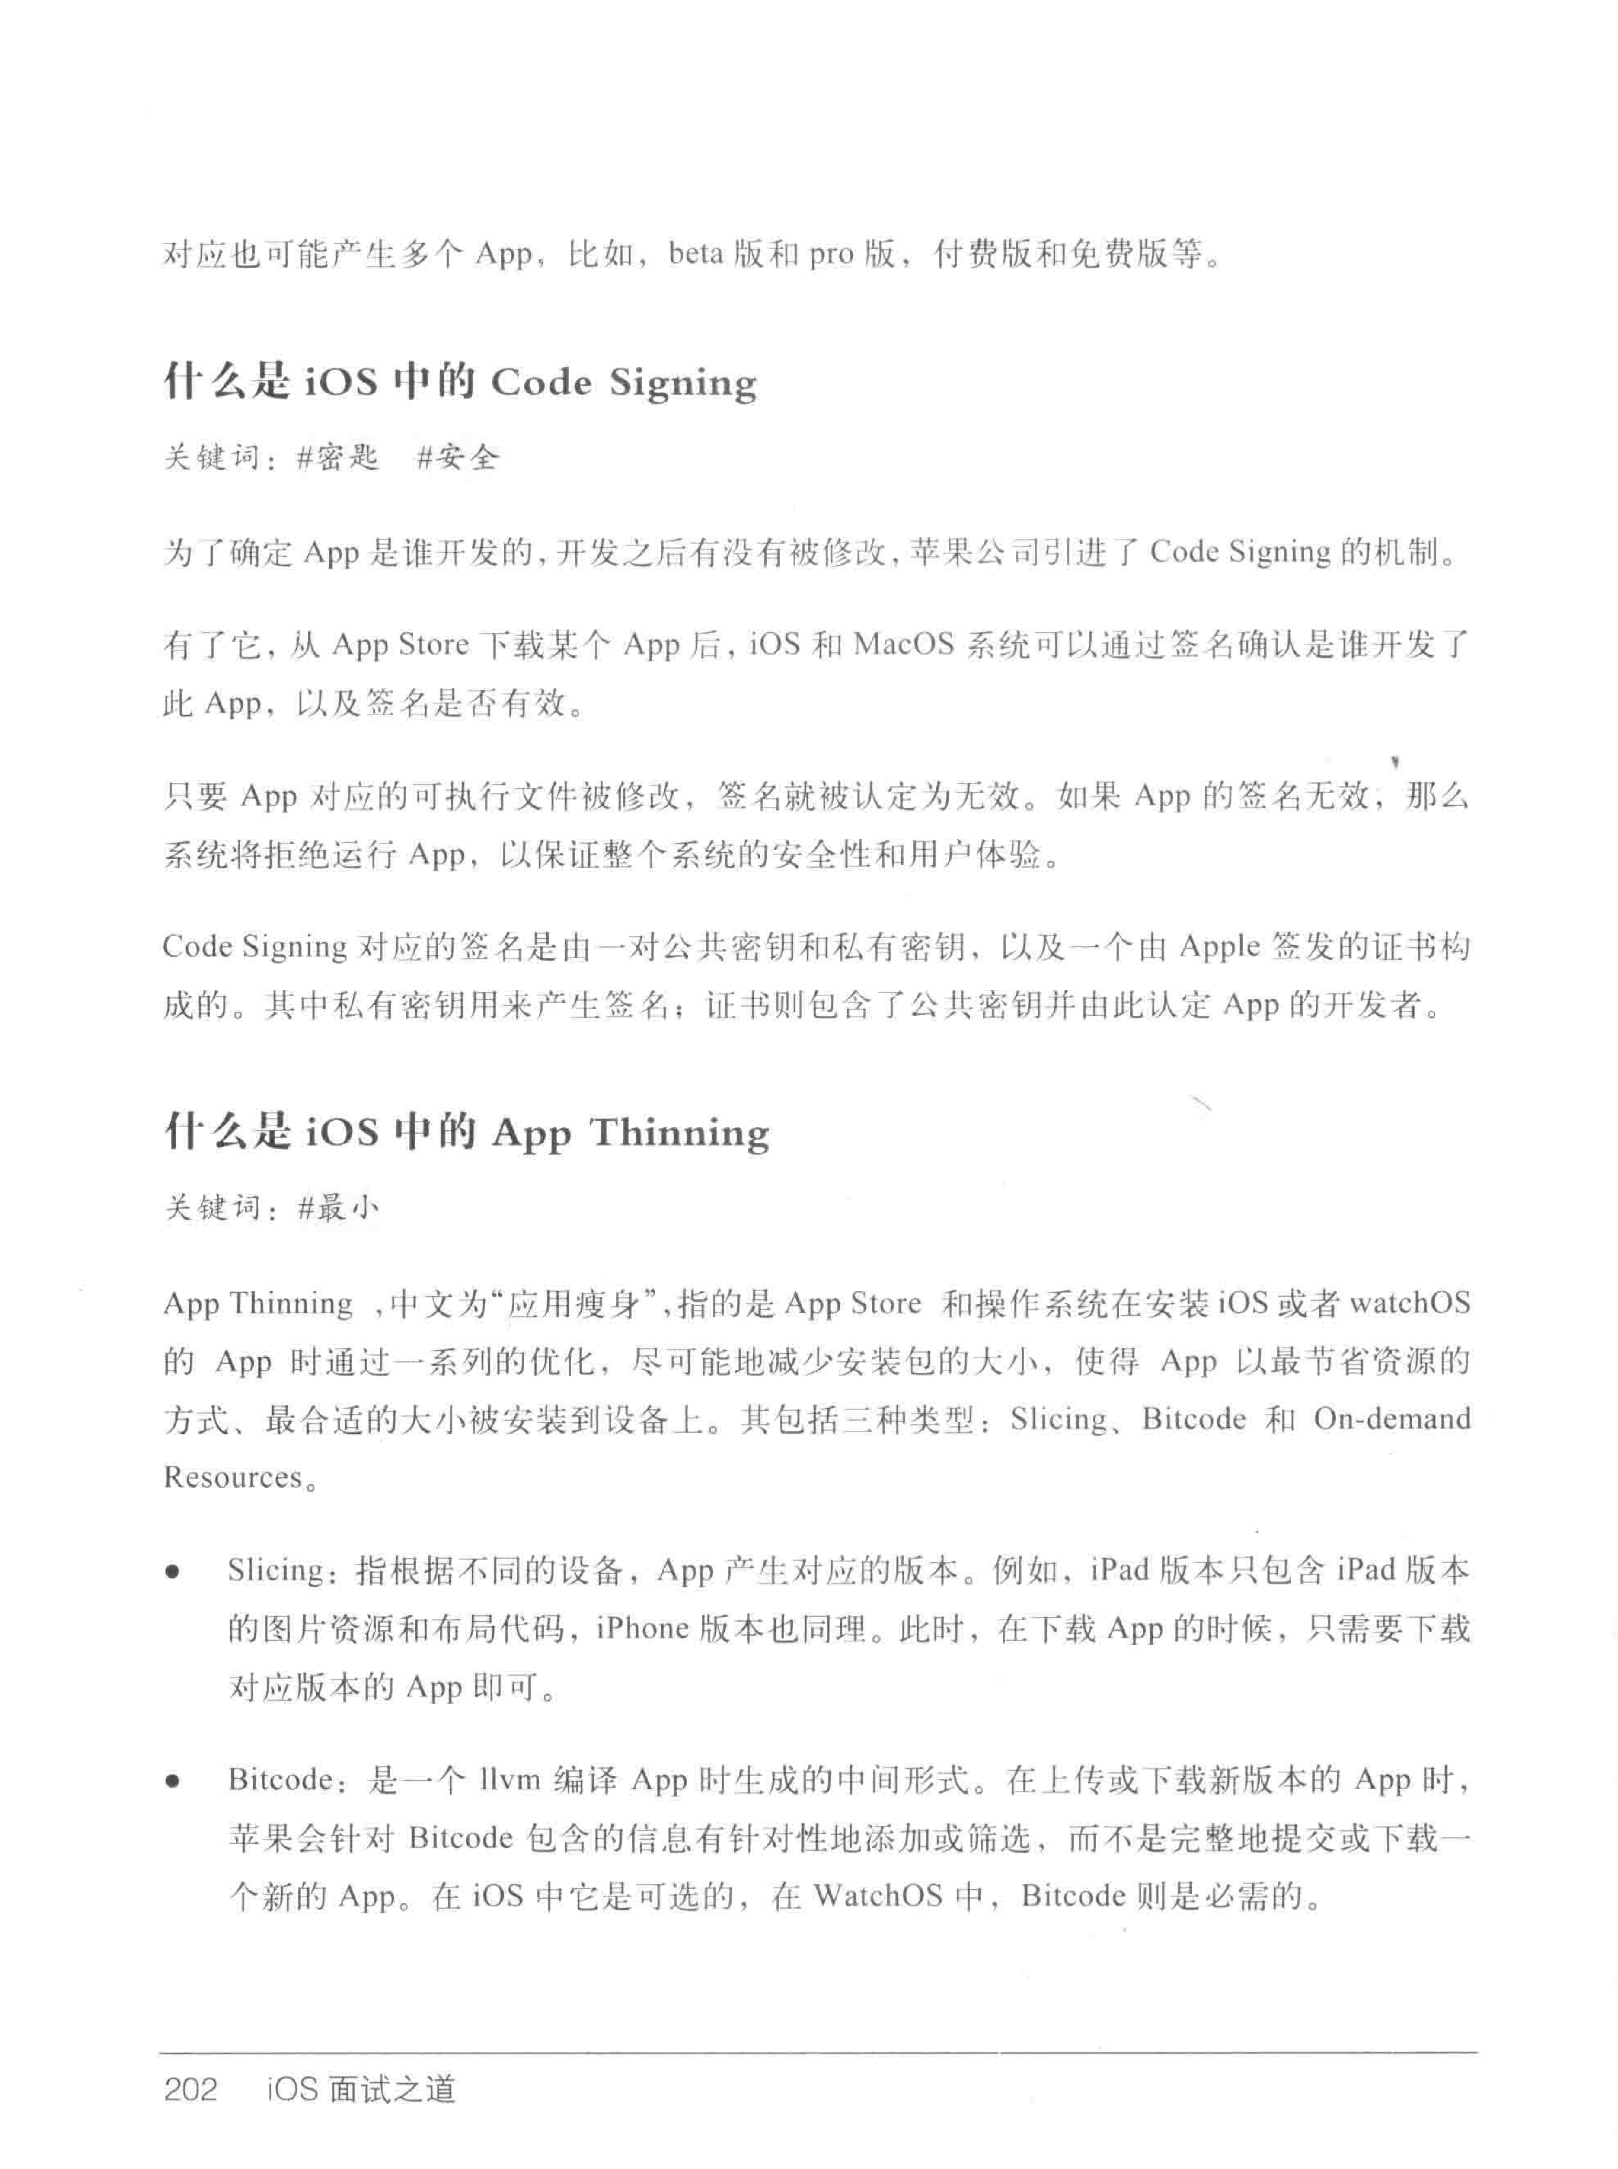 对应也可能产生多个 App，比如，beta 版和 pro 版，付费版和免费版等。
什么是 iOS 中的 Code Signing
关键词：#密匙 #安全
为了确定 App 是谁开发的，开发之后有没有被修改，苹果公司引进了 Code Signing 的机制。
有了它，从 App Store 下载某个 App 后，iOS 和 MacOS 系统可以通过签名确认是谁开发了
此 App，以及签名是否有效。
只要 App 对应的可执行文件被修改，签名就被认定为无效。如果 App 的签名无效，那么
系统将拒绝运行 App，以保证整个系统的安全性和用户体验。
Code Signing 对应的签名是由一对公共密钥和私有密钥，以及一个由 Apple 签发的证书构
成的。其中私有密钥用来产生签名；证书则包含了公共密钥并由此认定 App 的开发者。
什么是 iOS 中的 App Thinning
关键词：#最小
App Thinning ，中文为“应用瘦身”，指的是 App Store 和操作系统在安装 iOS 或者 watchOS
的 App 时通过一系列的优化，尽可能地减少安装包的大小，使得 App 以最节省资源的
方式、最合适的大小被安装到设备上。其包括三种类型：Slicing、Bitcode 和 On-demand
Resources。
• Slicing：指根据不同的设备，App 产生对应的版本。例如，iPad 版本只包含 iPad 版本
的图片资源和布局代码，iPhone 版本也同理。此时，在下载 App 的时候，只需要下载
对应版本的 App 即可。
• Bitcode：是一个 llvm 编译 App 时生成的中间形式。在上传或下载新版本的 App 时，
苹果会针对 Bitcode 包含的信息有针对性地添加或筛选，而不是完整地提交或下载一
个新的 App。在 iOS 中它是可选的，在 WatchOS 中，Bitcode 则是必需的。
202 iOS 面试之道